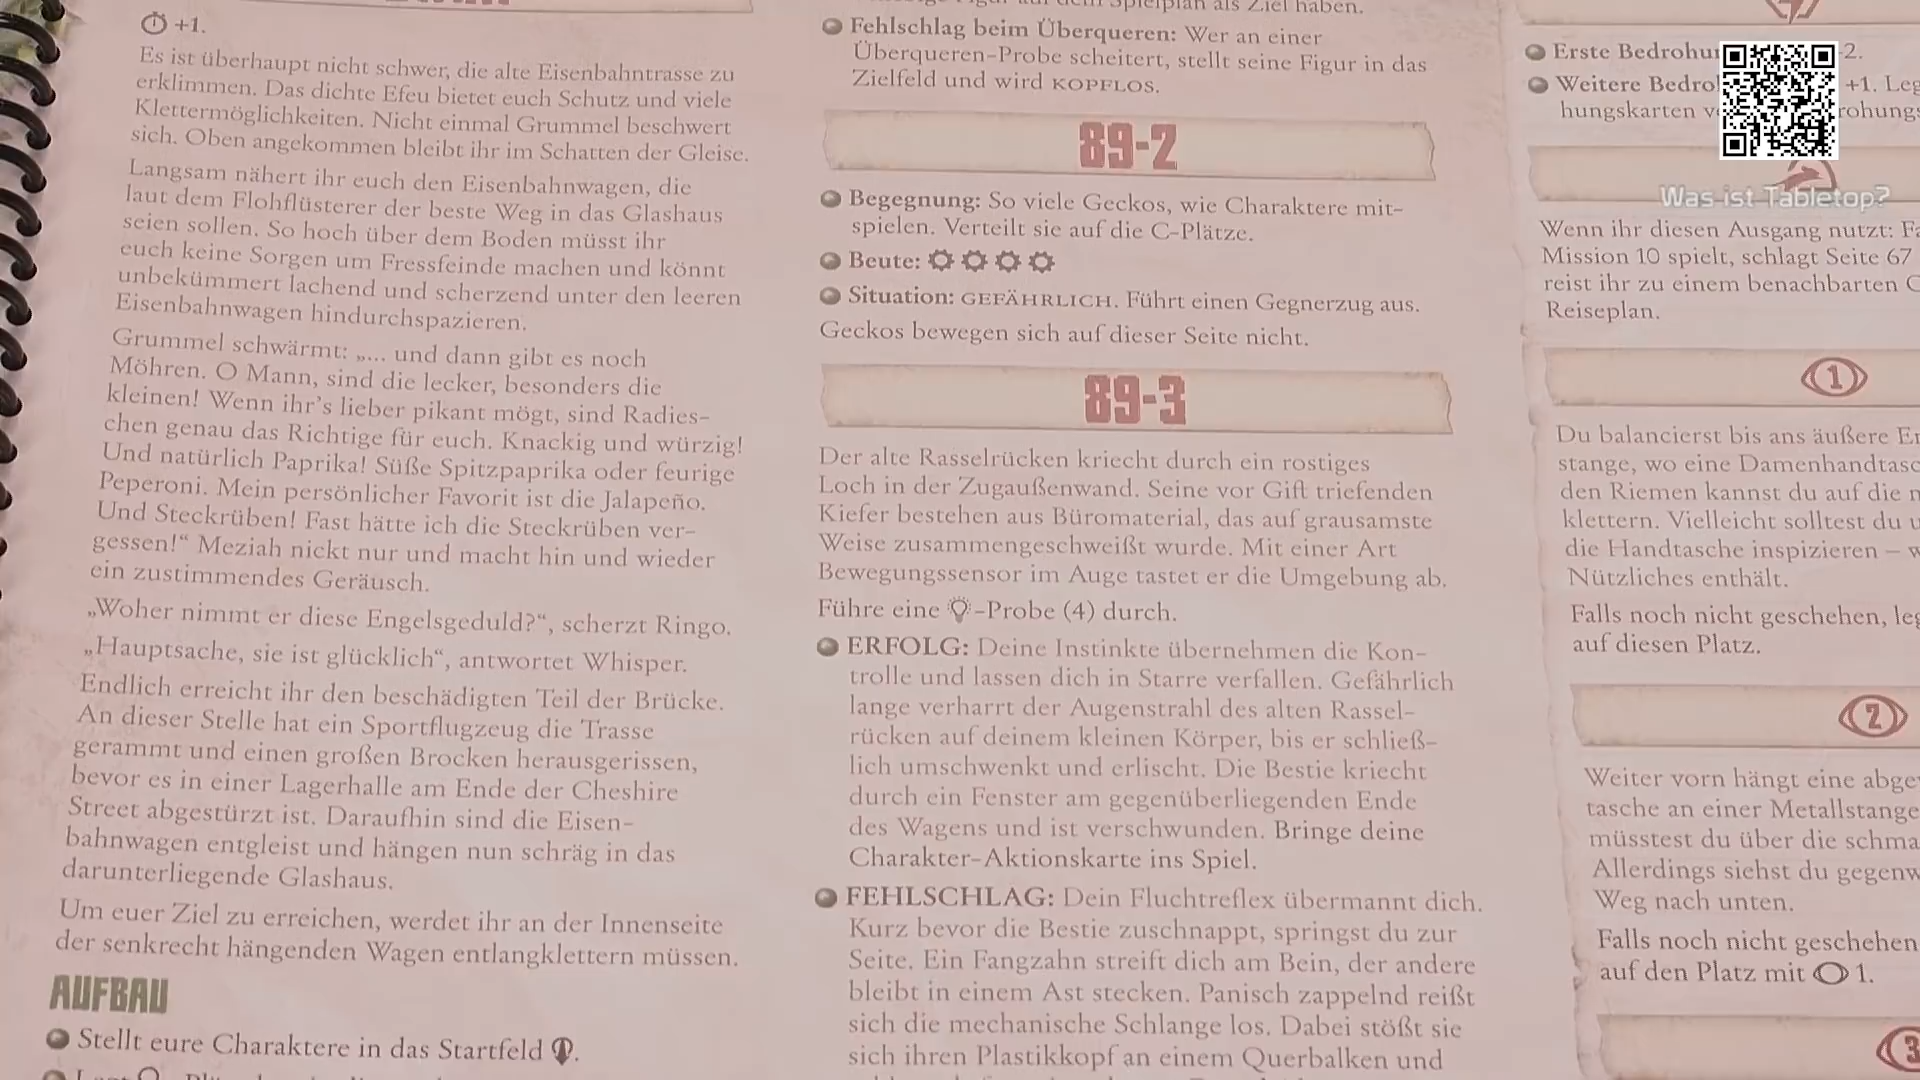 +1.
Es ist überhaupt nicht schwer, die alte Eisenbahntrasse zu
erklimmen. Das dichte Efeu bietet euch Schutz und viele
Klettermöglichkeiten. Nicht einmal Grummel beschwert
sich. Oben angekommen bleibt ihr im Schatten der Gleise.
Langsam nähert ihr euch den Eisenbahnwagen, die
laut dem Flohflüsterer der beste Weg in das Glashaus
seien sollen. So hoch über dem Boden müsst ihr
euch keine Sorgen um Fressfeinde machen und könnt
unbekümmert lachend und scherzend unter den leeren
Eisenbahnwagen hindurchspazieren.
Grummel schwärmt: „... und dann gibt es noch
Möhren. O Mann, sind die lecker, besonders die
kleinen! Wenn ihr's lieber pikant mögt, sind Radies-
chen genau das Richtige für euch. Knackig und würzig!
Und natürlich Paprika! Süße Spitzpaprika oder feurige
Peperoni. Mein persönlicher Favorit ist die Jalapeño.
Und Steckrüben! Fast hätte ich die Steckrüben ver-
gessen!“ Meziah nickt nur und macht hin und wieder
ein zustimmendes Geräusch.
„Woher nimmt er diese Engelsgeduld?“, scherzt Ringo.
„Hauptsache, sie ist glücklich“, antwortet Whisper.
Endlich erreicht ihr den beschädigten Teil der Brücke.
An dieser Stelle hat ein Sportflugzeug die Trasse
gerammt und einen großen Brocken herausgerissen,
bevor es in einer Lagerhalle am Ende der Cheshire
Street abgestürzt ist. Daraufhin sind die Eisen-
bahnwagen entgleist und hängen nun schräg in das
darunterliegende Glashaus.
Um euer Ziel zu erreichen, werdet ihr an der Innenseite
der senkrecht hängenden Wagen entlangklettern müssen.
AUFBAU
Stellt eure Charaktere in das Startfeld.
Spielplan als Ziel haben.
Fehlschlag beim Überqueren: Wer an einer
Überqueren-Probe scheitert, stellt seine Figur in das
Zielfeld und wird KOPFLOS.
89-2
Begegnung: So viele Geckos, wie Charaktere mit-
spielen. Verteilt sie auf die C-Plätze.
Beute:
Situation: GEFÄHRLICH. Führt einen Gegnerzug aus.
Geckos bewegen sich auf dieser Seite nicht.
89-3
Der alte Rasselrücken kriecht durch ein rostiges
Loch in der Zugaußenwand. Seine vor Gift triefenden
Kiefer bestehen aus Büromaterial, das auf grausamste
Weise zusammengeschweißt wurde. Mit einer Art
Bewegungssensor im Auge tastet er die Umgebung ab.
Führe eine -Probe (4) durch.
ERFOLG: Deine Instinkte übernehmen die Kon-
trolle und lassen dich in Starre verfallen. Gefährlich
lange verharrt der Augenstrahl des alten Rassel-
rücken auf deinem kleinen Körper, bis er schließ-
lich umschwenkt und erlischt. Die Bestie kriecht
durch ein Fenster am gegenüberliegenden Ende
des Wagens und ist verschwunden. Bringe deine
Charakter-Aktionskarte ins Spiel.
FEHLSCHLAG: Dein Fluchtreflex übermannt dich.
Kurz bevor die Bestie zuschnappt, springst du zur
Seite. Ein Fangzahn streift dich am Bein, der andere
bleibt in einem Ast stecken. Panisch zappelnd reißt
sich die mechanische Schlange los. Dabei stößt sie
sich ihren Plastikkopf an einem Querbalken und
Erste 2.
Weitere +1.
hungskarten
Was ist Tabletop?
Wenn ihr diesen Ausgang nutzt:
Mission 10 spielt, schlagt Seite 67
reist ihr zu einem benachbarten
Reiseplan.
1
Du balancierst bis ans äußere
stange, wo eine
den Riemen kannst du auf die
klettern. Vielleicht solltest du
die Handtasche inspizieren –
Nützliches enthält.
Falls noch nicht geschehen,
auf diesen Platz.
2
Weiter vorn hängt eine
tasche an einer Metallstange
müsstest du über die
Allerdings siehst du
Weg nach unten.
Falls noch nicht geschehen
auf den Platz mit 1.
3